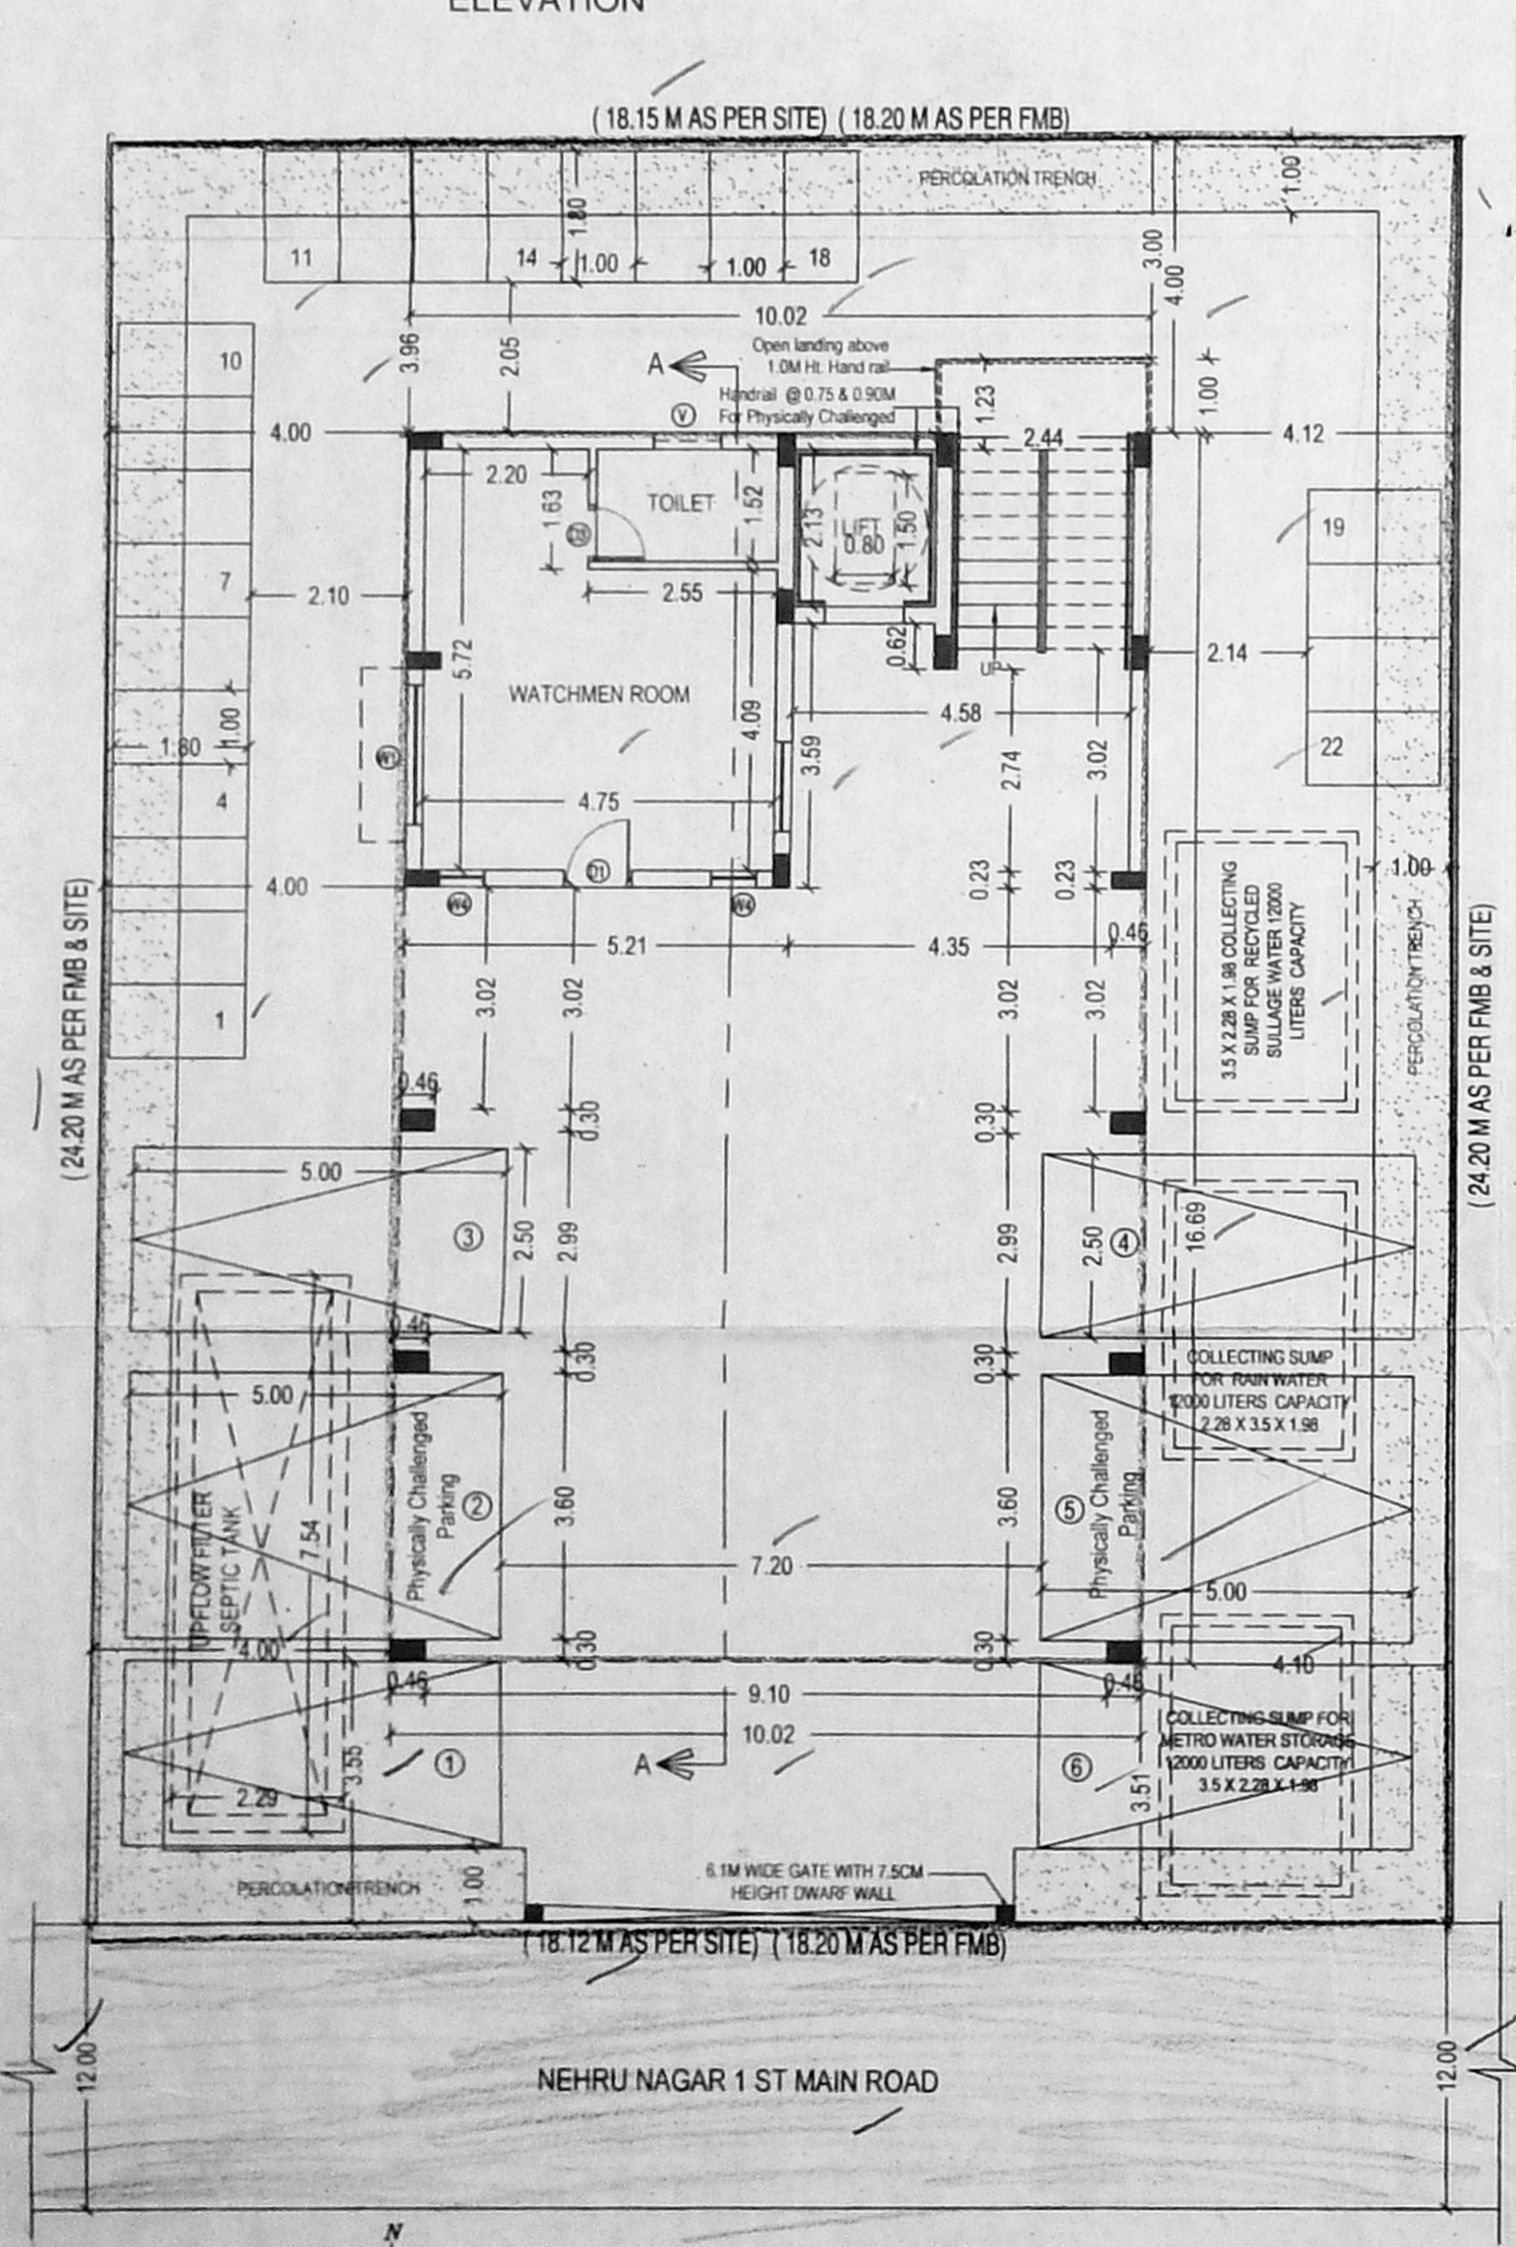 ELEVATION
( 18.15 M AS PER SITE) ( 18.20 M AS PER FMB)
PERCOLATION TRENCH
1.00
1.80
11
14
1.00
1.00
18
3.00
4.00
10.02
3.96
2.05
A
Open landing above
1.0M Ht. Hand rail
Handrial @ 0.75 & 0.90M
For Physically Challenged
V
1.23
1.00
10
4.00
2.44
4.12
2.20
1.63
TOILET
1.52
2.13
LIFT
0.80
1.50
19
D2
7
2.10
2.55
0.62
UP
2.14
5.72
WATCHMEN ROOM
4.09
4.58
3.59
2.74
3.02
22
1.80
1.00
W1
4
4.75
4.00
D1
0.23
0.23
1.00
W4
W4
5.21
4.35
0.46
3.5 X 2.28 X 1.98 COLLECTING
SUMP FOR RECYCLED
SULLAGE WATER 12000
LITERS CAPACITY
PERCOLATION TRENCH
( 24.20 M AS PER FMB & SITE)
( 24.20 M AS PER FMB & SITE)
1
3.02
3.02
3.02
3.02
0.46
0.30
0.30
5.00
3
2.50
2.99
2.99
2.50
4
16.69
0.46
0.30
0.30
COLLECTING SUMP
FOR RAIN WATER
12000 LITERS CAPACITY
2.28 X 3.5 X 1.98
5.00
UPFLOW FILTER
SEPTIC TANK
7.54
Physically Challenged
Parking
2
3.60
3.60
5
Physically Challenged
Parking
7.20
5.00
4.00
0.30
0.30
4.10
0.46
9.10
0.46
10.02
COLLECTING SUMP FOR
METRO WATER STORAGE
12000 LITERS CAPACITY
3.5 X 2.28 X 1.98
A
1
6
2.29
3.55
3.51
PERCOLATION TRENCH
1.00
6.1M WIDE GATE WITH 7.5CM
HEIGHT DWARF WALL
( 18.12 M AS PER SITE) ( 18.20 M AS PER FMB)
12.00
NEHRU NAGAR 1 ST MAIN ROAD
12.00
N